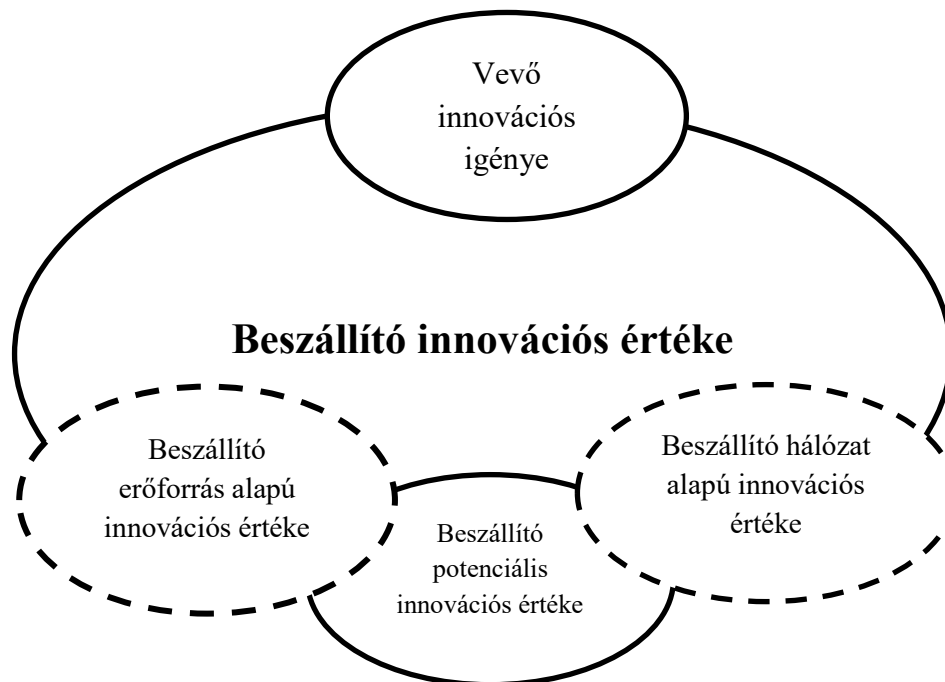 Vevő
innovációs
igénye
Beszállító innovációs értéke
Beszállító
erőforrás alapú
innovációs értéke
Beszállító hálózat
alapú innovációs
értéke
Beszállító
potenciális
innovációs értéke